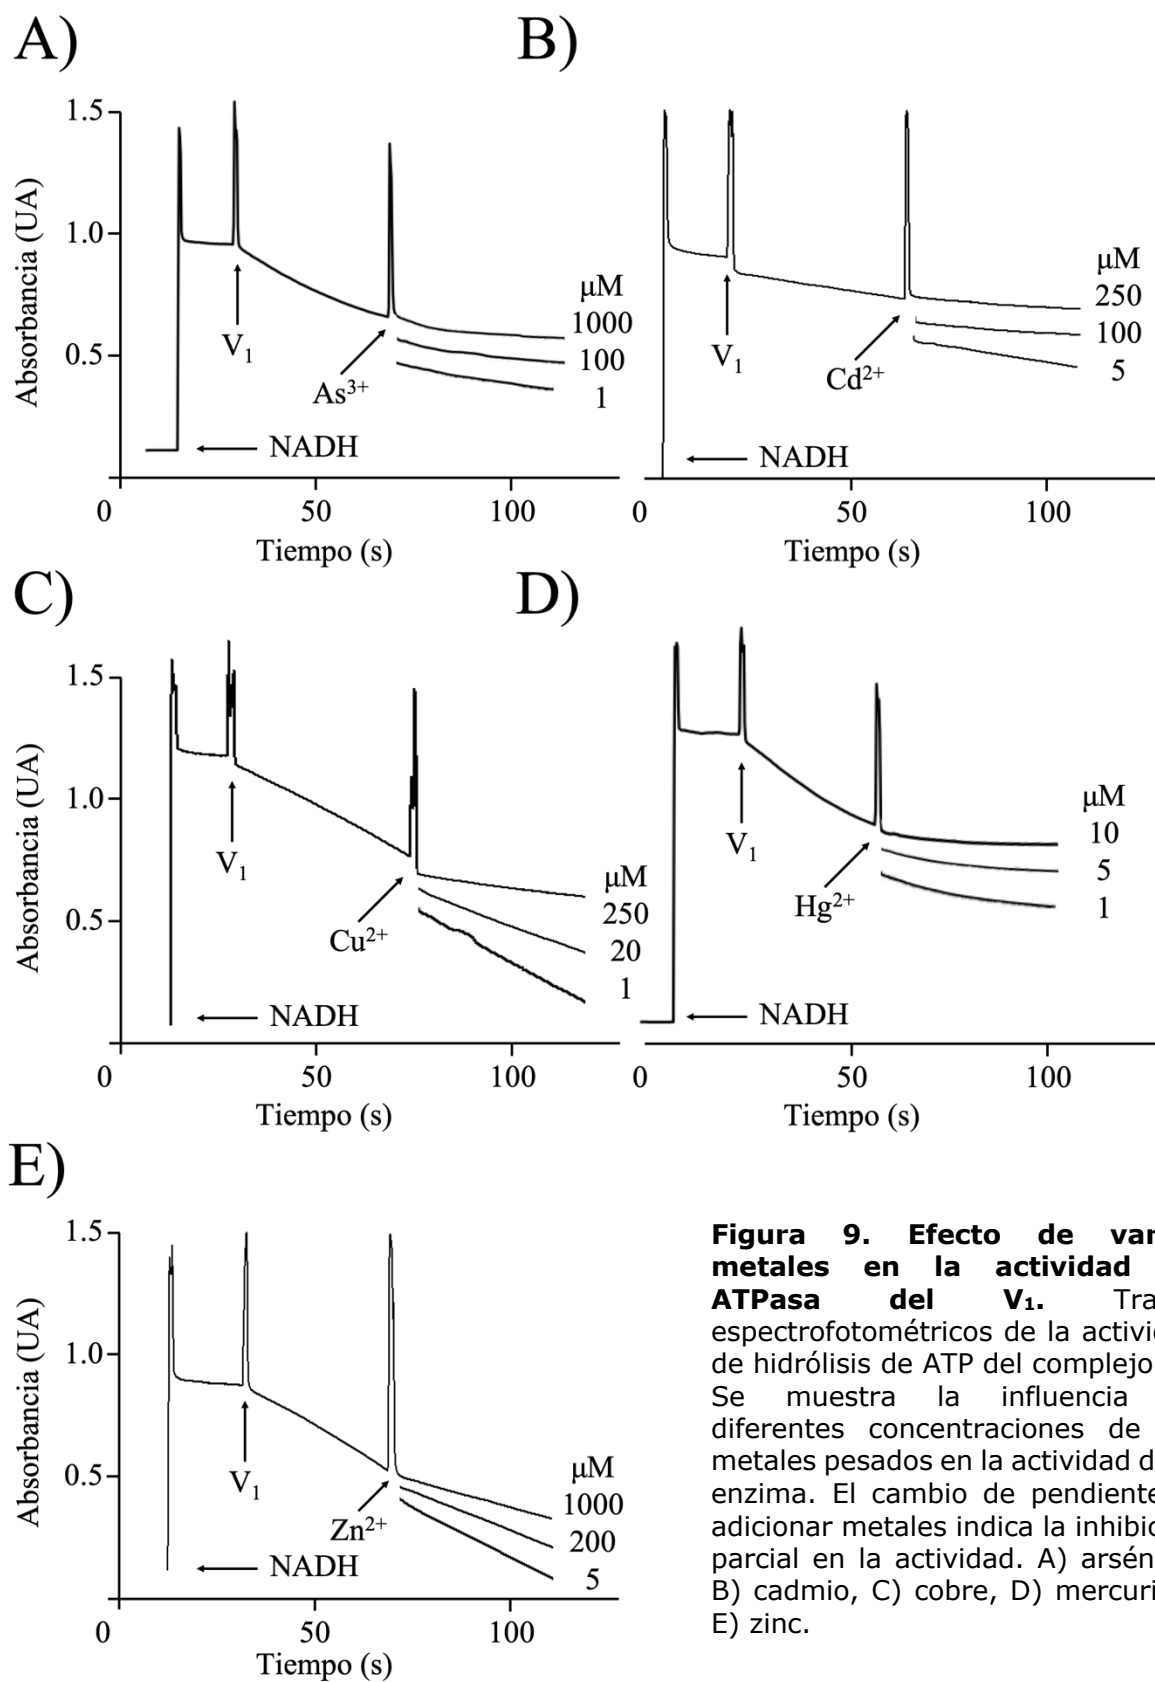 A)
Absorbancia (UA)
1.5
1.0
0.5
V1
As3+
NADH
μM
1000
100
1
0
50
100
Tiempo (s)
B)
V1
Cd2+
NADH
μM
250
100
5
0
50
100
Tiempo (s)
C)
Absorbancia (UA)
1.5
1.0
0.5
V1
Cu2+
NADH
μM
250
20
1
0
50
100
Tiempo (s)
D)
V1
Hg2+
NADH
μM
10
5
1
0
50
100
Tiempo (s)
E)
Absorbancia (UA)
1.5
1.0
0.5
V1
Zn2+
NADH
μM
1000
200
5
0
50
100
Tiempo (s)
Figura 9. Efecto de
metales en la actividad
ATPasa del V1.
espectrofotométricos de la
de hidrólisis de ATP del complejo
Se muestra la influencia
diferentes concentraciones de
metales pesados en la actividad
enzima. El cambio de pendiente
adicionar metales indica la
parcial en la actividad. A)
B) cadmio, C) cobre, D)
E) zinc.